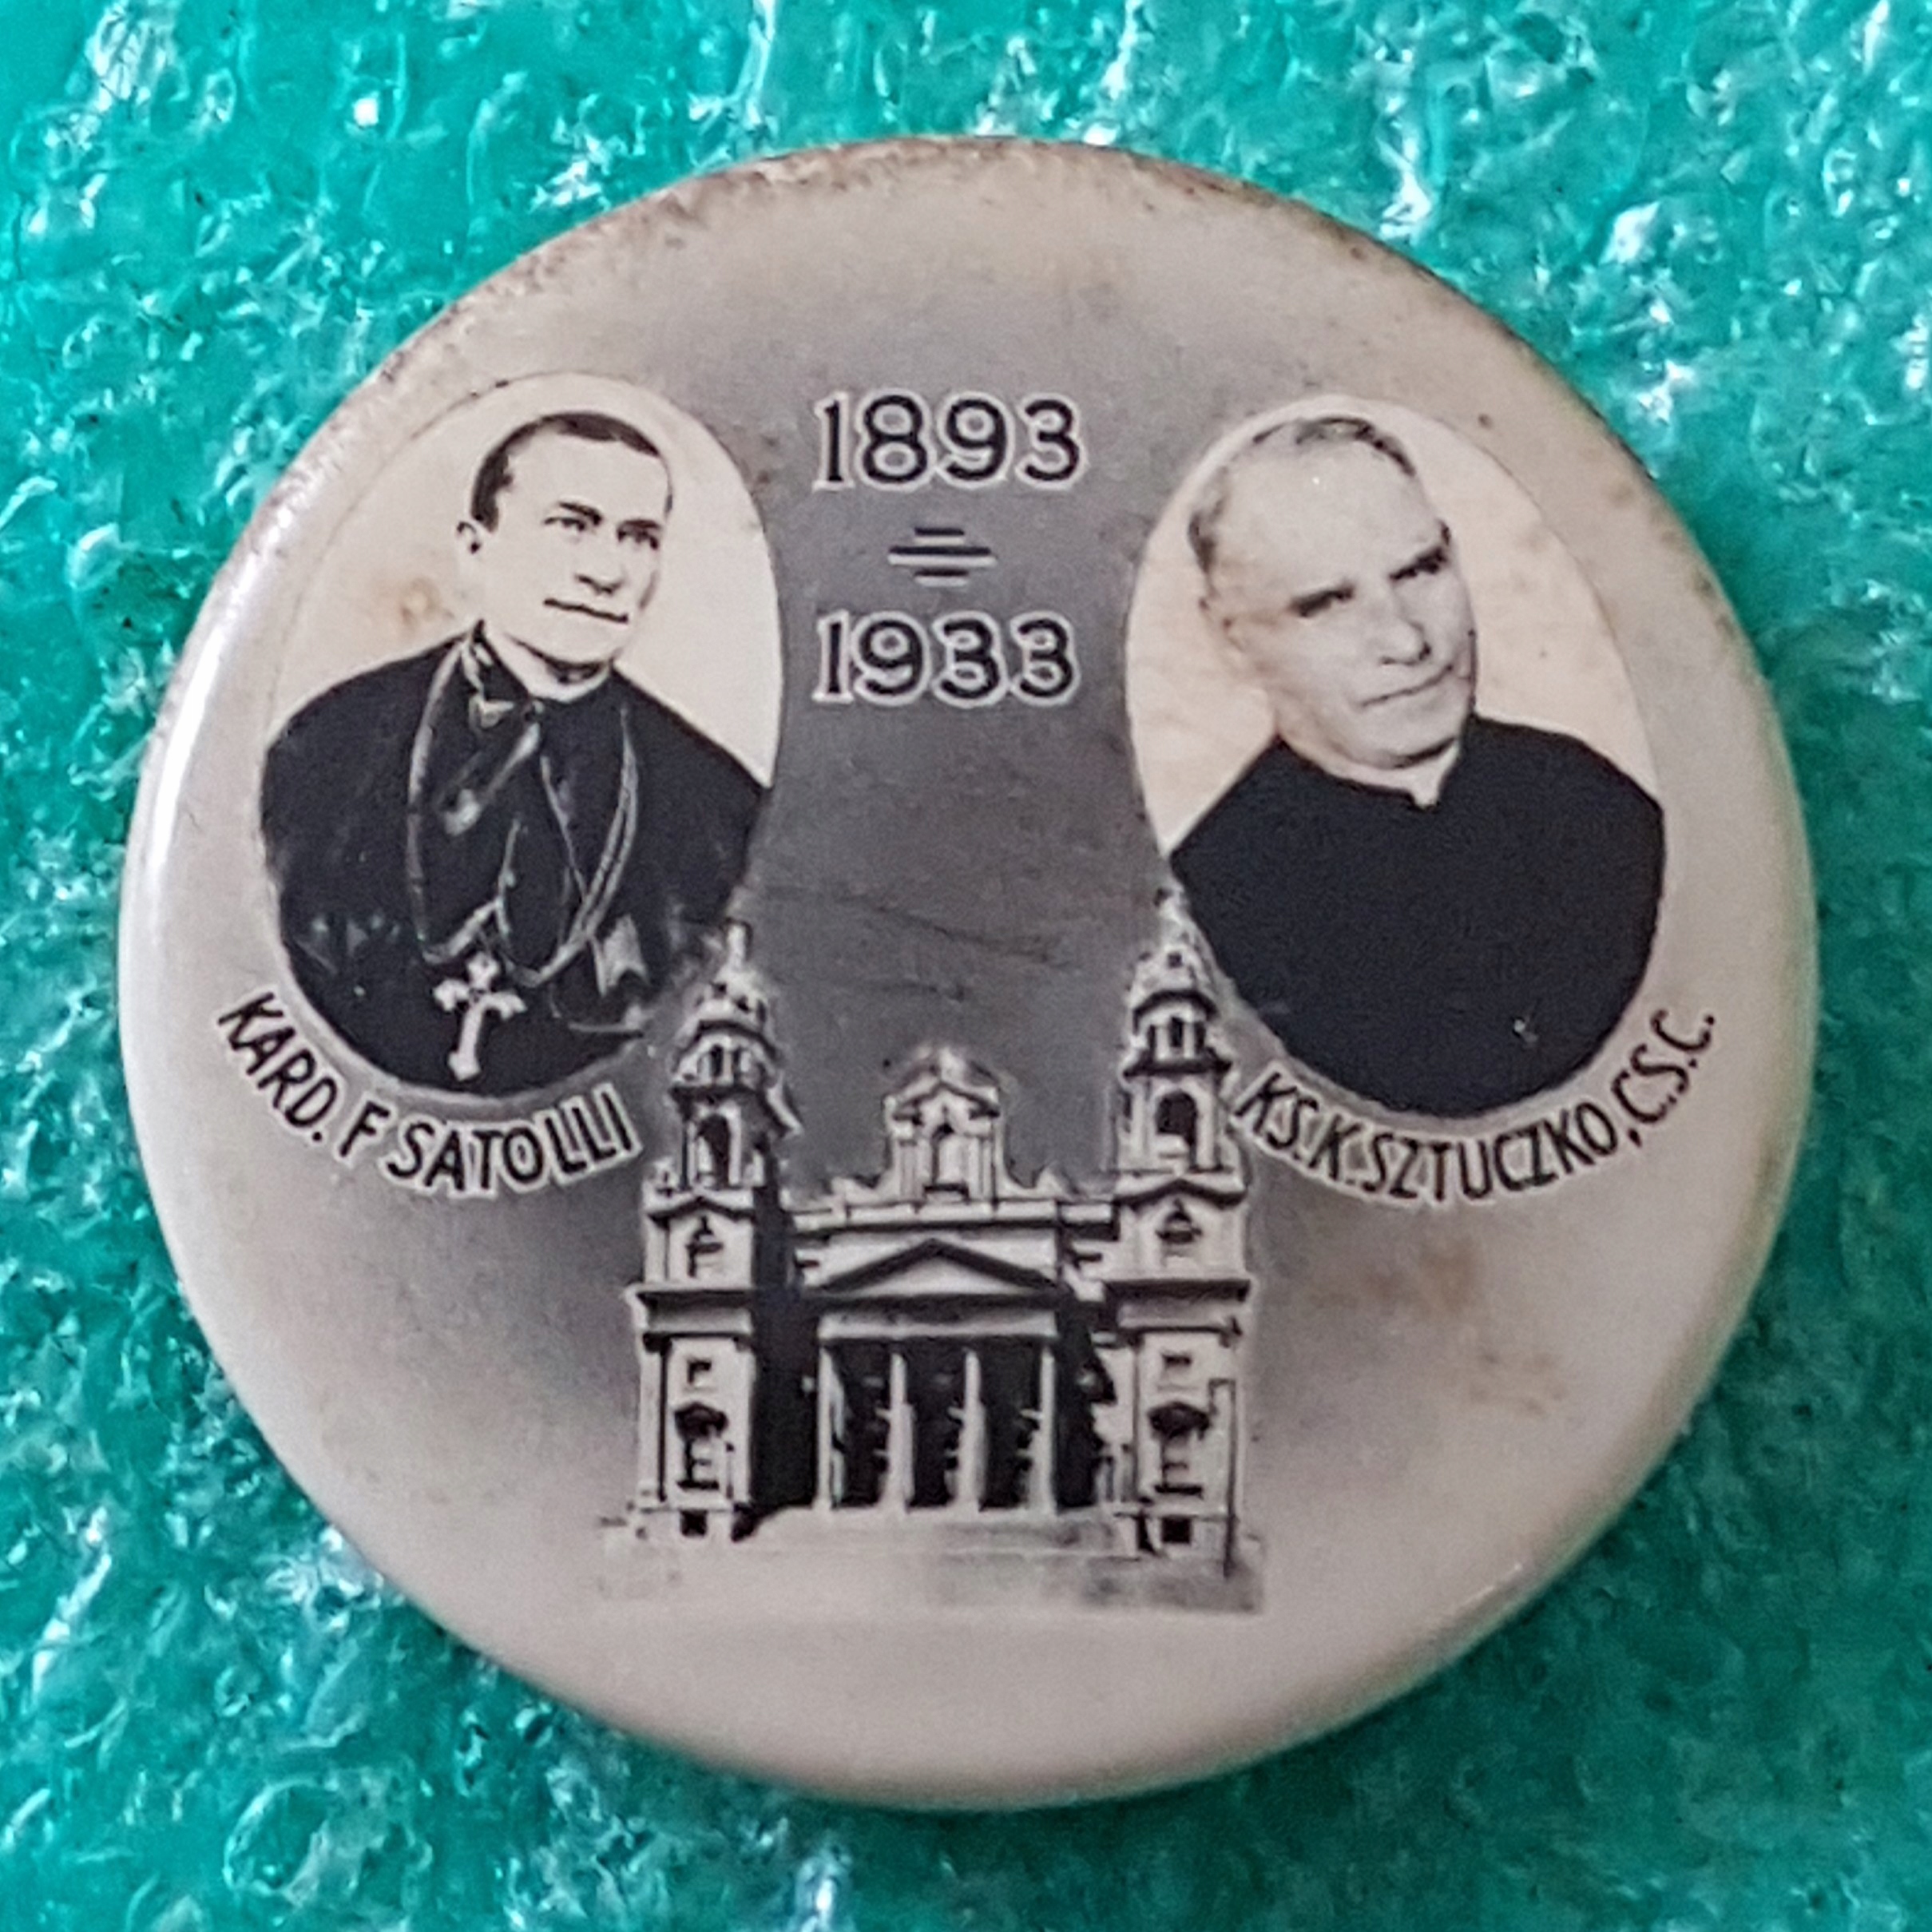 1893
1933
KARD. F SATOLLI
KS. K. SZTUCZKO, C.S.C.